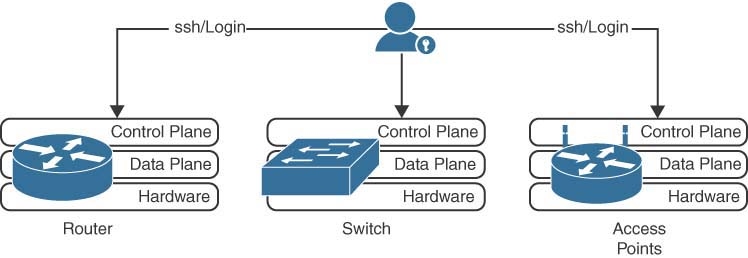 ssh/Login
ssh/Login
Control Plane
Data Plane
Hardware
Router
Control Plane
Data Plane
Hardware
Switch
Control Plane
Data Plane
Hardware
Access
Points